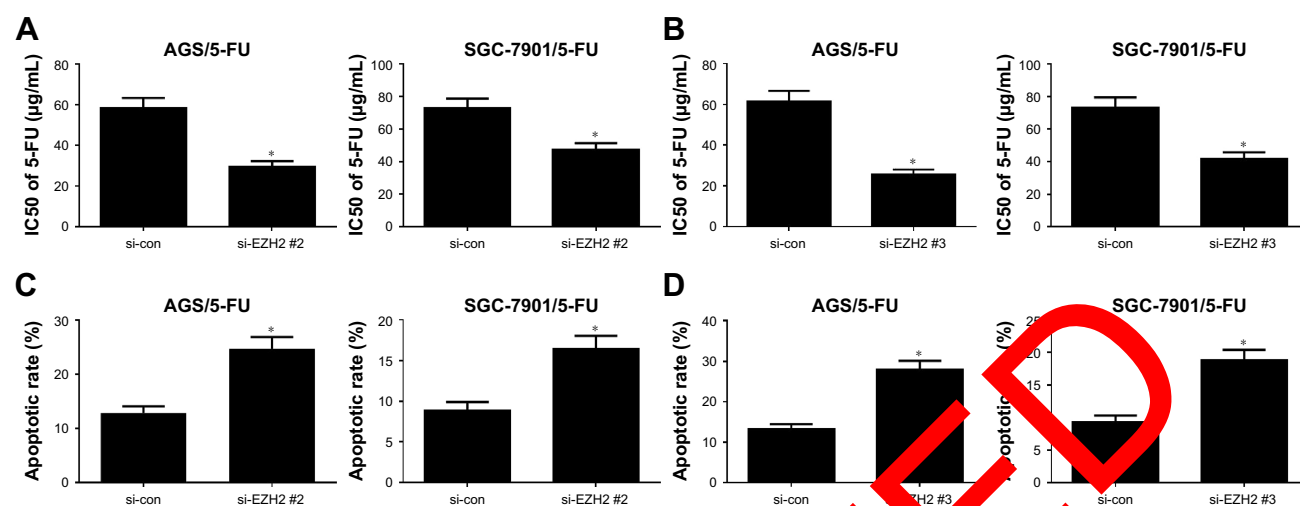 A
AGS/5-FU
IC50 of 5-FU (µg/mL)
80
60
40
20
0
si-con
si-EZH2 #2
*
SGC-7901/5-FU
IC50 of 5-FU (µg/mL)
100
80
60
40
20
0
si-con
si-EZH2 #2
*
B
AGS/5-FU
IC50 of 5-FU (µg/mL)
80
60
40
20
0
si-con
si-EZH2 #3
*
SGC-7901/5-FU
IC50 of 5-FU (µg/mL)
100
80
60
40
20
0
si-con
si-EZH2 #3
*
C
AGS/5-FU
Apoptotic rate (%)
30
20
10
0
si-con
si-EZH2 #2
*
SGC-7901/5-FU
Apoptotic rate (%)
20
15
10
5
0
si-con
si-EZH2 #2
*
D
AGS/5-FU
Apoptotic rate (%)
40
30
20
10
0
si-con
si-EZH2 #3
*
SGC-7901/5-FU
Apoptotic rate (%)
25
20
15
5
0
si-con
si-EZH2 #3
*
D